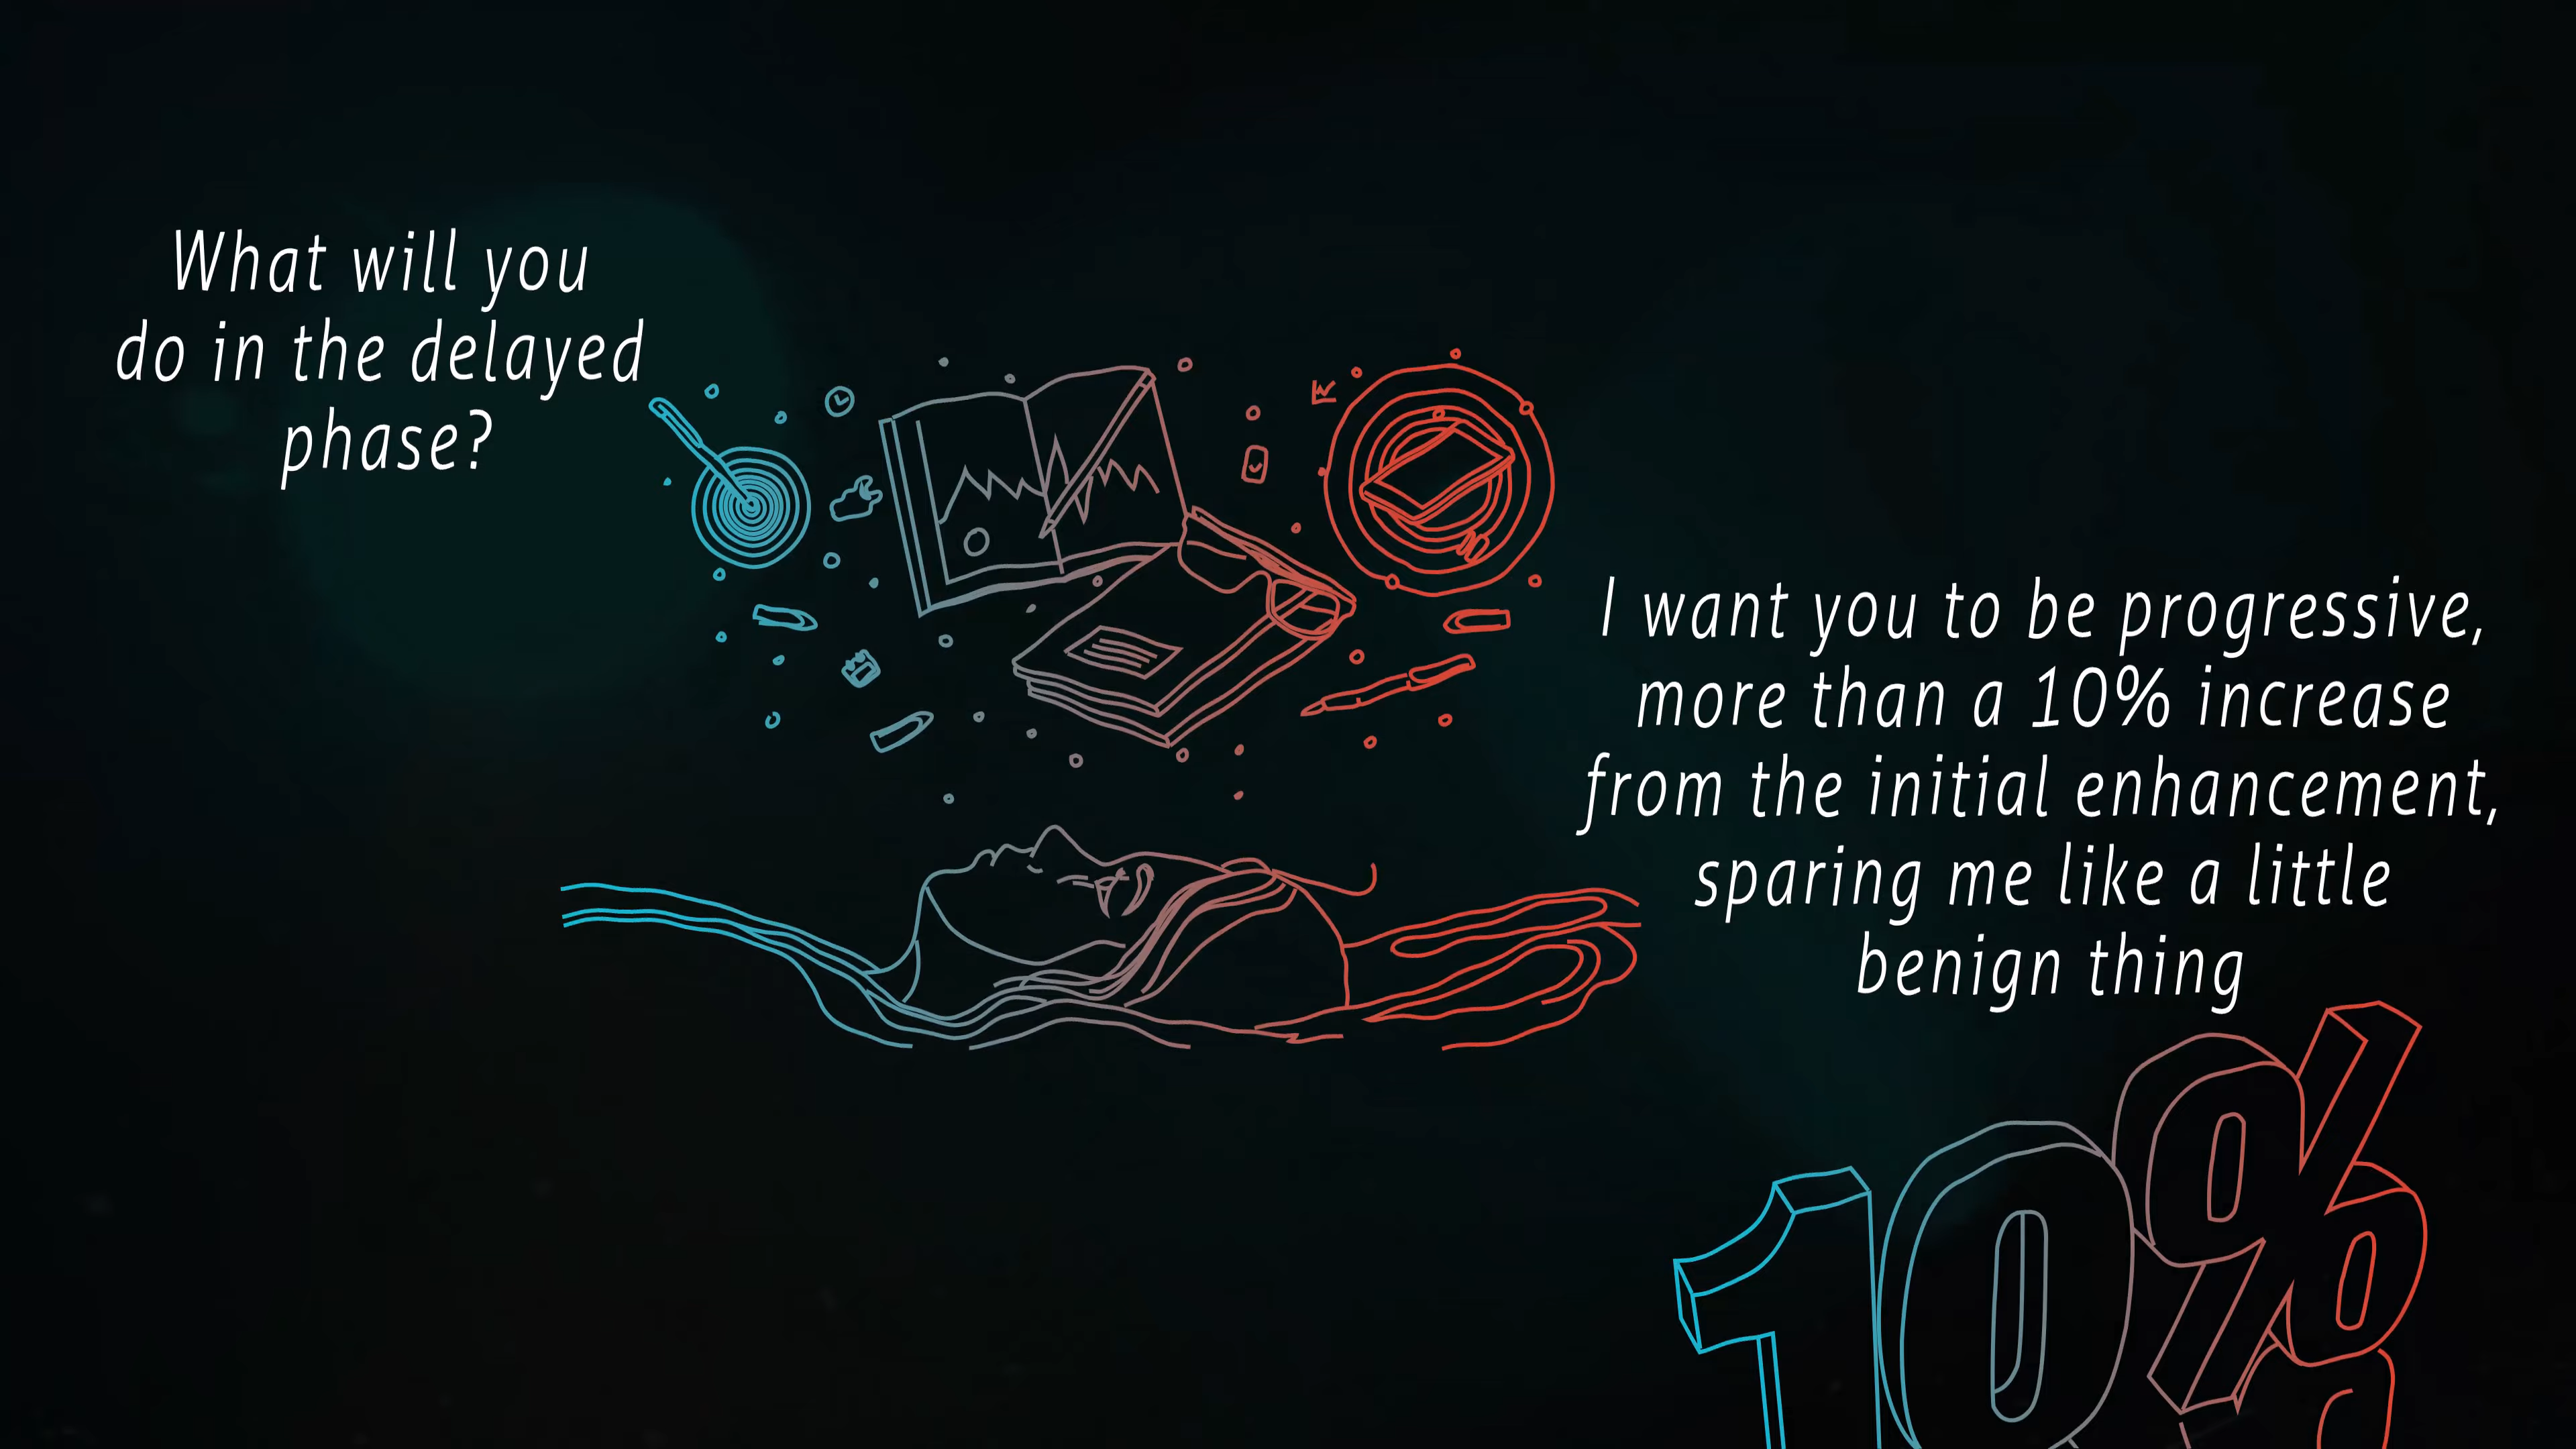 What will you
do in the delayed
phase?
I want you to be progressive,
more than a 10% increase
from the initial enhancement,
sparing me like a little
benign thing
10%